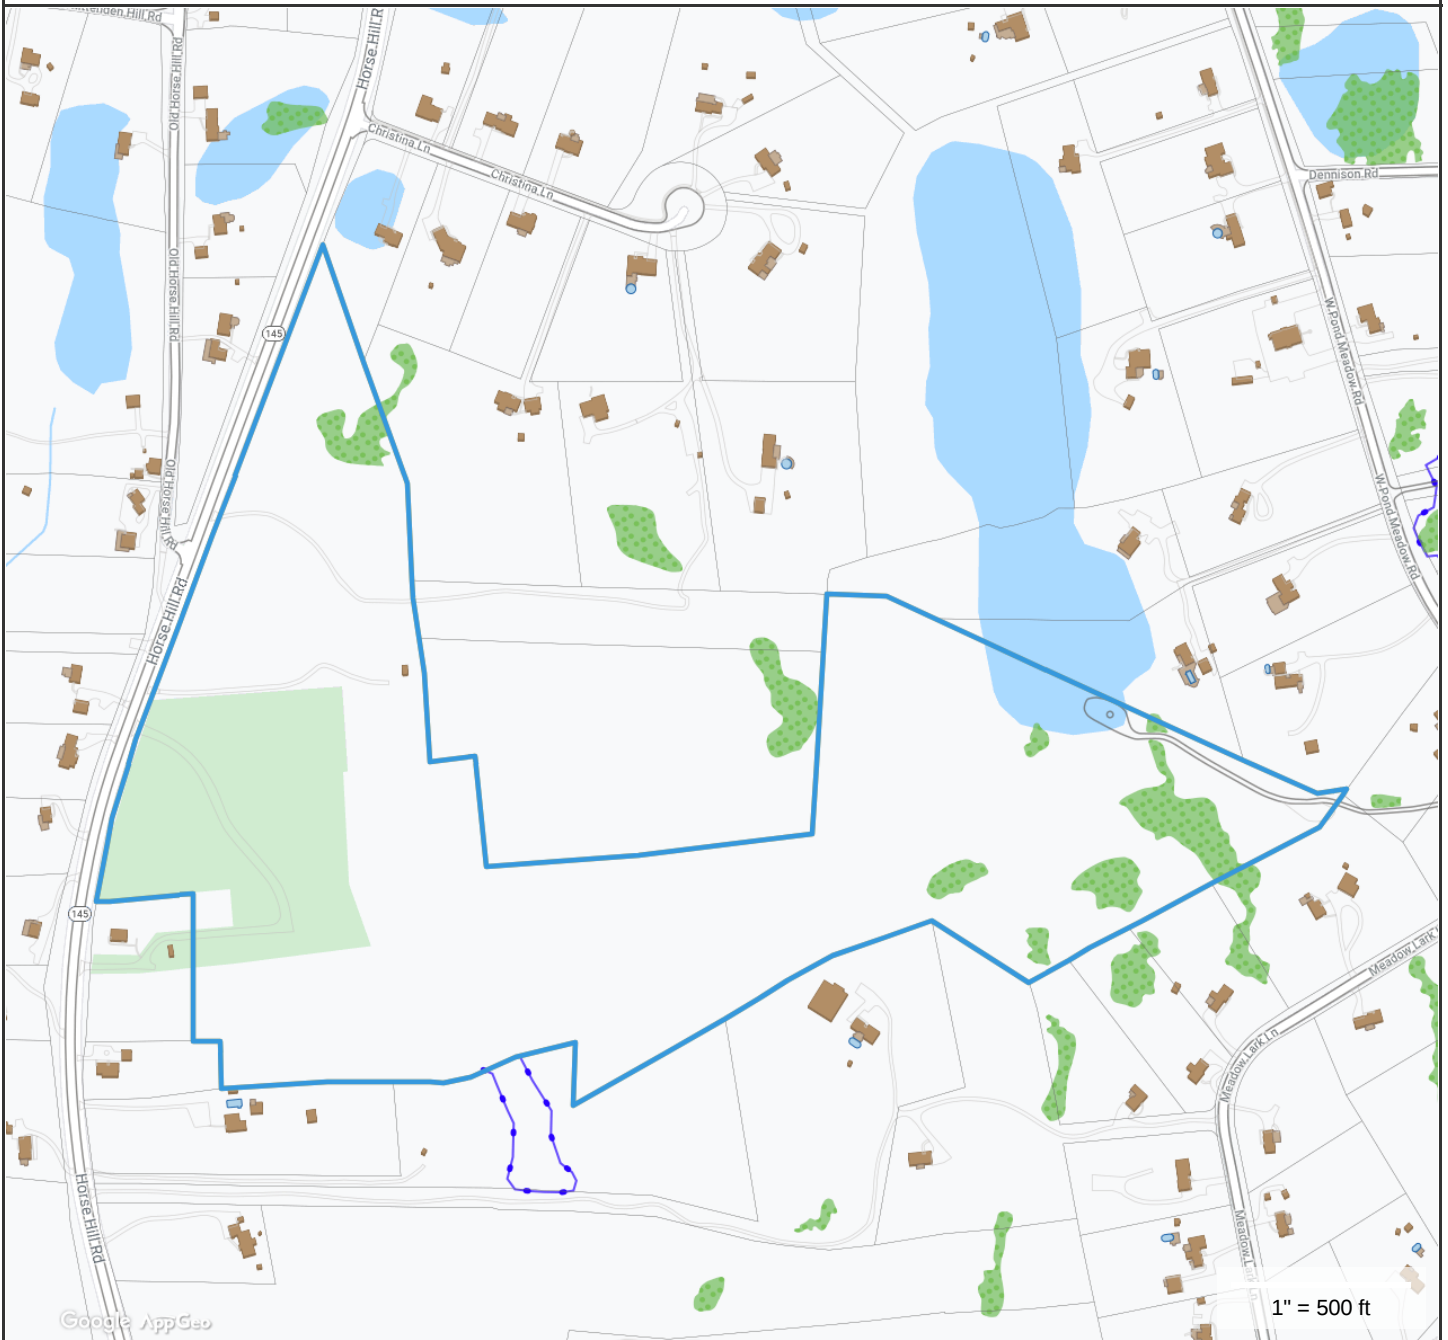 Old Horse Hill Rd
Horse Hill R
Christina Ln
Christina Ln
Dennison Rd
Old Horse Hill Rd
145
W Pond Meadow Rd
Old Horse Hill Rd
W Pond Meadow Rd
Horse Hill Rd
145
Meadow Lark
Meadow Lark Ln
Horse Hill Rd
Meadow Lark Ln
Google AppGeo
1" = 500 ft